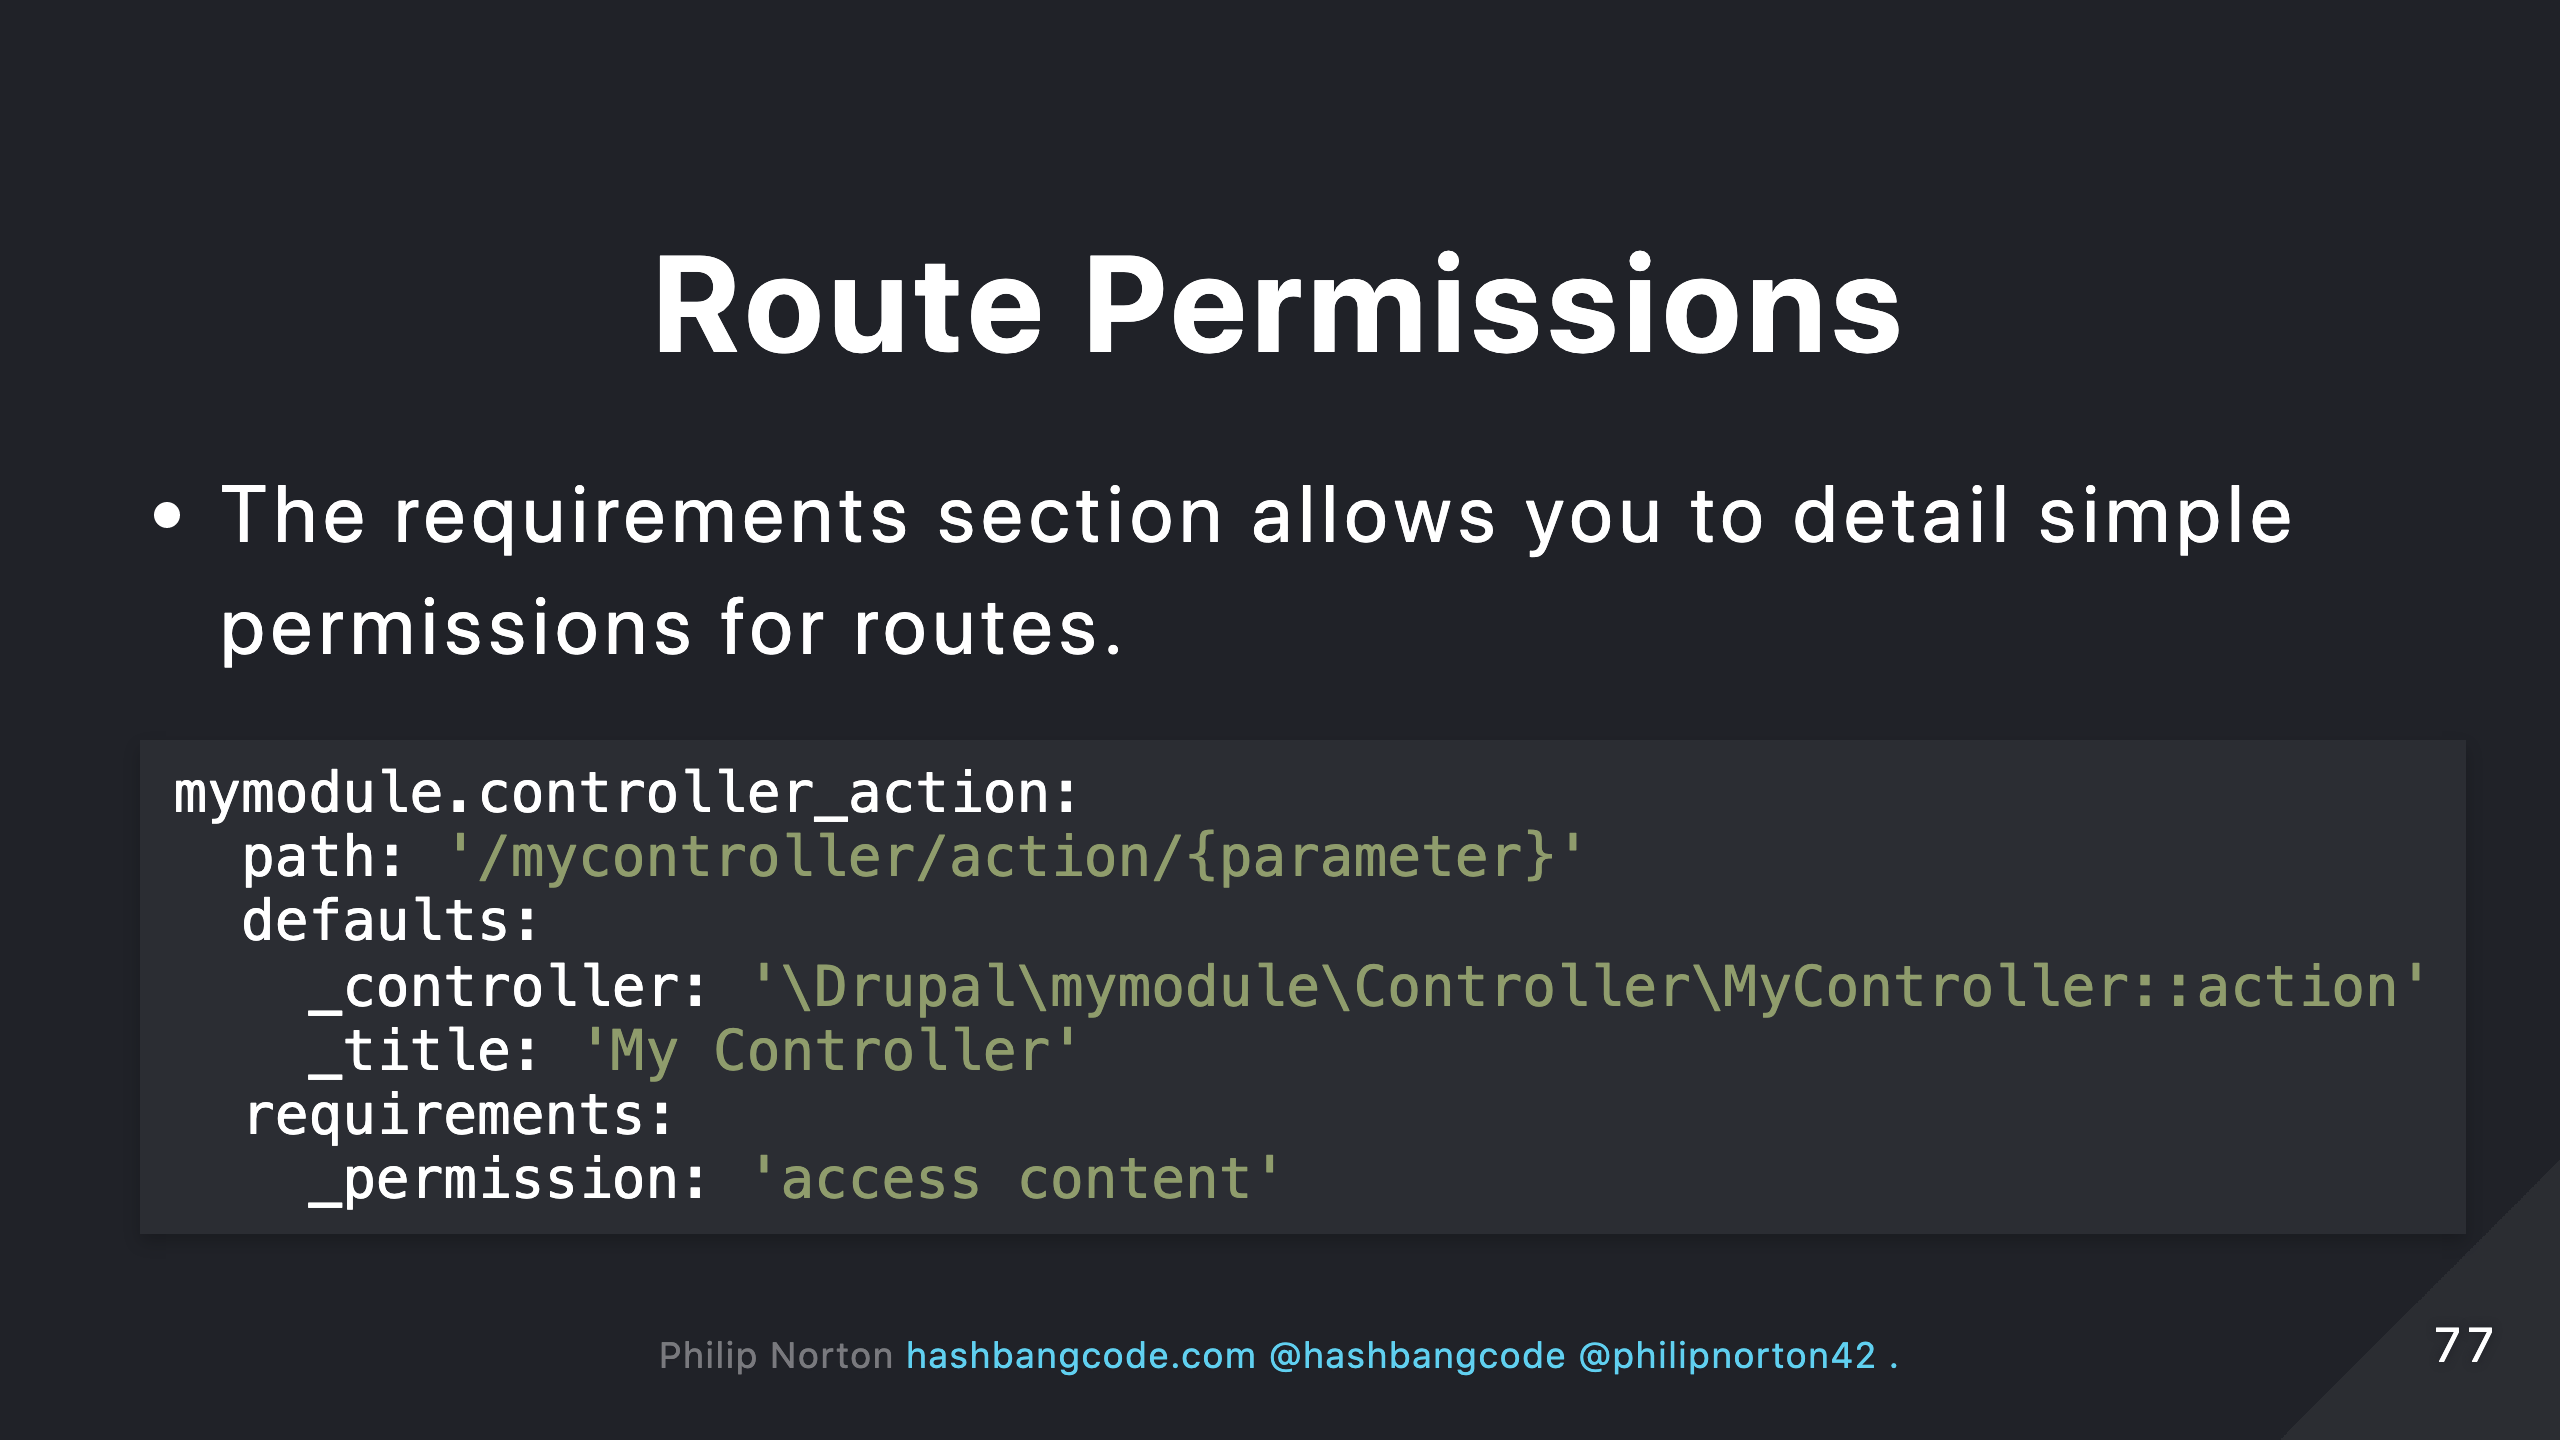 Route Permissions
• The requirements section allows you to detail simple
permissions for routes.
mymodule.controller_action:
  path: '/mycontroller/action/{parameter}'
  defaults:
    _controller: '\Drupal\mymodule\Controller\MyController::action'
    _title: 'My Controller'
  requirements:
    _permission: 'access content'
Philip Norton hashbangcode.com @hashbangcode @philipnorton42 .
77